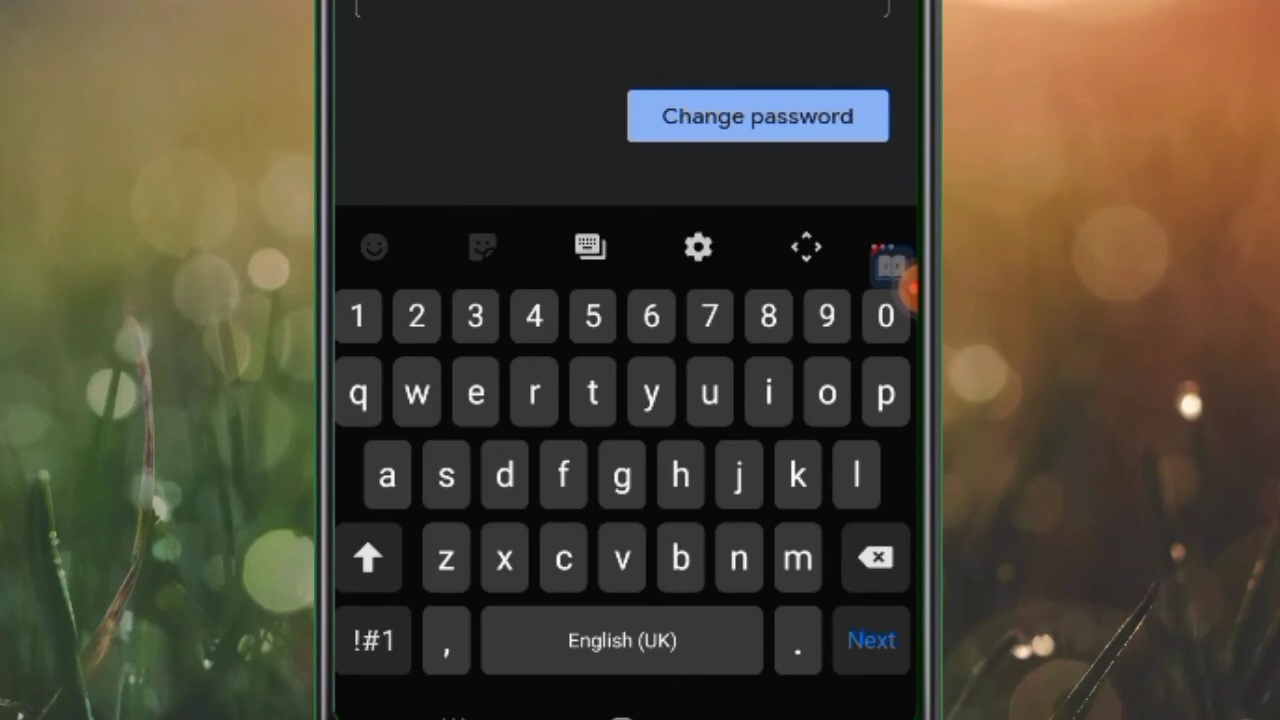 Change password
1 2 3 4 5 6 7 8 9 0
q w e r t y u i o p
a s d f g h j k l
z x c v b n m
!#1 , English (UK) . Next